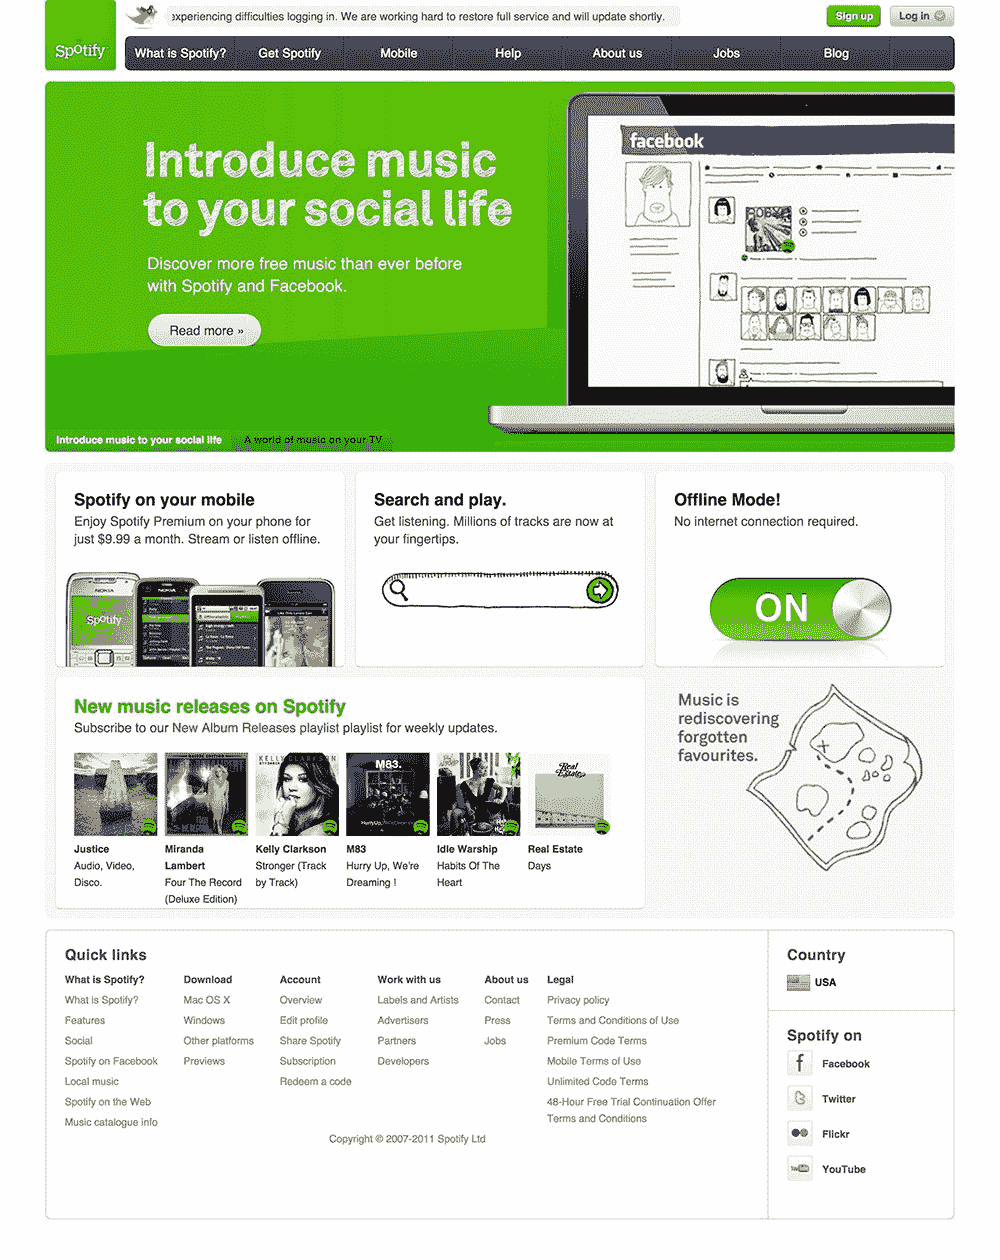 Spotify
experiencing difficulties logging in. We are working hard to restore full service and will update shortly.
Sign up
Log in
What is Spotify?
Get Spotify
Mobile
Help
About us
Jobs
Blog
Introduce music
to your social life
Discover more free music than ever before
with Spotify and Facebook.
Read more »
facebook
Introduce music to your social life
A world of music on your TV
Spotify on your mobile
Enjoy Spotify Premium on your phone for
just $9.99 a month. Stream or listen offline.
NOKIA
NOKIA
Spotify
Search and play.
Get listening. Millions of tracks are now at
your fingertips.
Offline Mode!
No internet connection required.
ON
New music releases on Spotify
Subscribe to our New Album Releases playlist playlist for weekly updates.
KELLY CLARKSON
M83.
Real
Estate
Justice
Audio, Video,
Disco.
Miranda
Lambert
Four The Record
(Deluxe Edition)
Kelly Clarkson
Stronger (Track
by Track)
M83
Hurry Up, We're
Dreaming !
Idle Warship
Habits Of The
Heart
Real Estate
Days
Music is
rediscovering
forgotten
favourites.
Quick links
What is Spotify?
What is Spotify?
Features
Social
Spotify on Facebook
Local music
Spotify on the Web
Music catalogue info
Download
Mac OS X
Windows
Other platforms
Previews
Account
Overview
Edit profile
Share Spotify
Subscription
Redeem a code
Work with us
Labels and Artists
Advertisers
Partners
Developers
About us
Contact
Press
Jobs
Legal
Privacy policy
Terms and Conditions of Use
Premium Code Terms
Mobile Terms of Use
Unlimited Code Terms
48-Hour Free Trial Continuation Offer
Terms and Conditions
Copyright © 2007-2011 Spotify Ltd
Country
USA
Spotify on
Facebook
Twitter
Flickr
YouTube